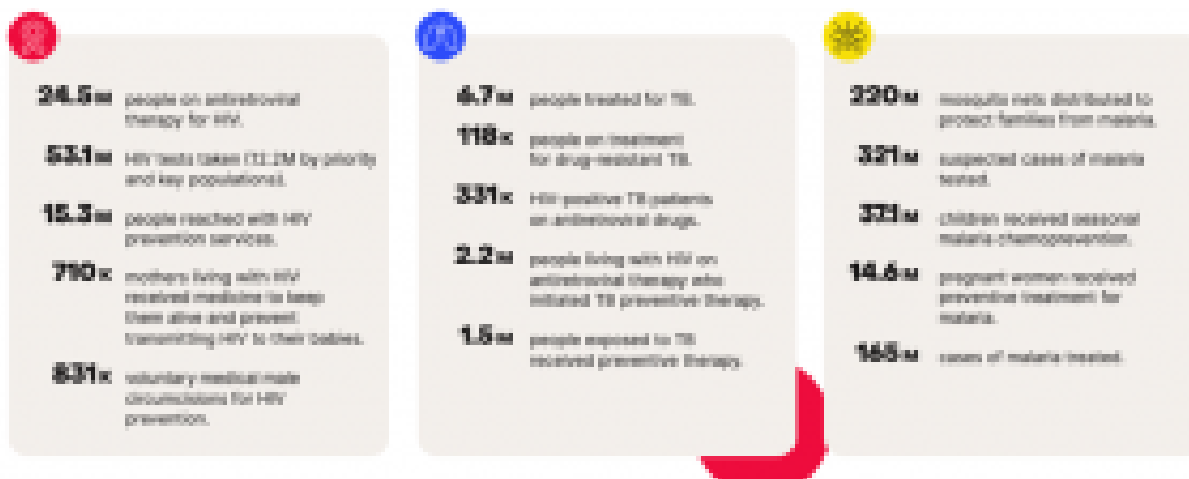 24.5M people on antiretroviral
therapy for HIV.
53.1M HIV tests taken (12.2M by priority
and key populations).
15.3M people reached with HIV
prevention services.
710K mothers living with HIV
received medicine to keep
them alive and prevent
transmitting HIV to their babies.
831K voluntary medical male
circumcisions for HIV
prevention.
6.7M people treated for TB.
118K people on treatment
for drug-resistant TB.
331K HIV-positive TB patients
on antiretroviral drugs.
2.2M people living with HIV on
antiretroviral therapy who
initiated TB preventive therapy.
1.5M people exposed to TB
received preventive therapy.
220M mosquito nets distributed to
protect families from malaria.
321M suspected cases of malaria
tested.
children received seasonal
malaria chemoprevention.
14.6M pregnant women received
preventive treatment for
malaria.
165M cases of malaria treated.